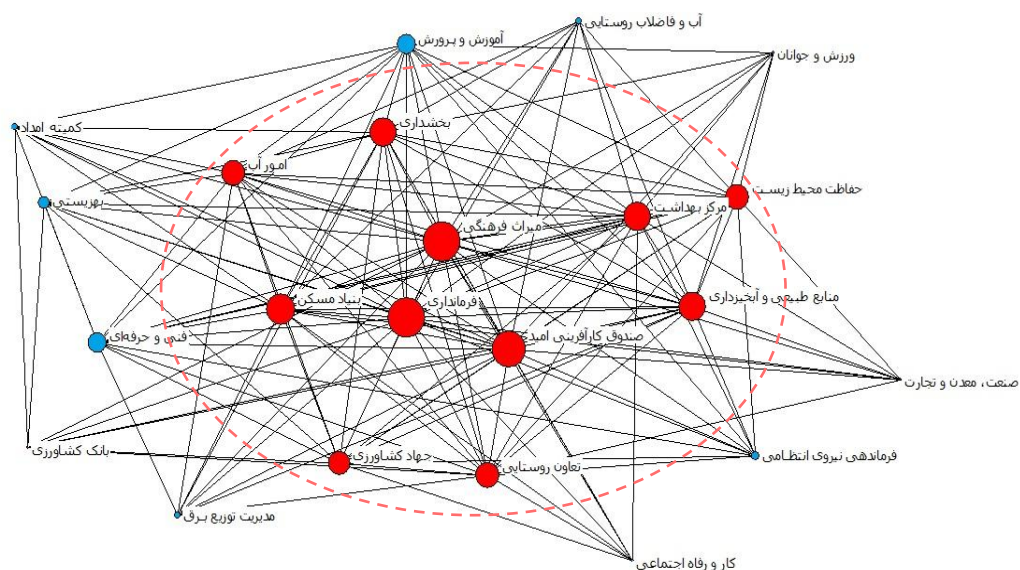 آب و فاضلاب روستایی
آموزش و پرورش
ورزش و جوانان
بخشداری
کمیته امداد
امور آب
حفاظت محیط زیست
بهزیستی
مرکز بهداشت
میراث فرهنگی
منابع طبیعی و آبخیزداری
بنیاد مسکن
فرمانداری
فنی و حرفه‌ای
صندوق کارآفرینی امید
صنعت، معدن و تجارت
بانک کشاورزی
جهاد کشاورزی
تعاون روستایی
فرماندهی نیروی انتظامی
مدیریت توزیع برق
کار و رفاه اجتماعی